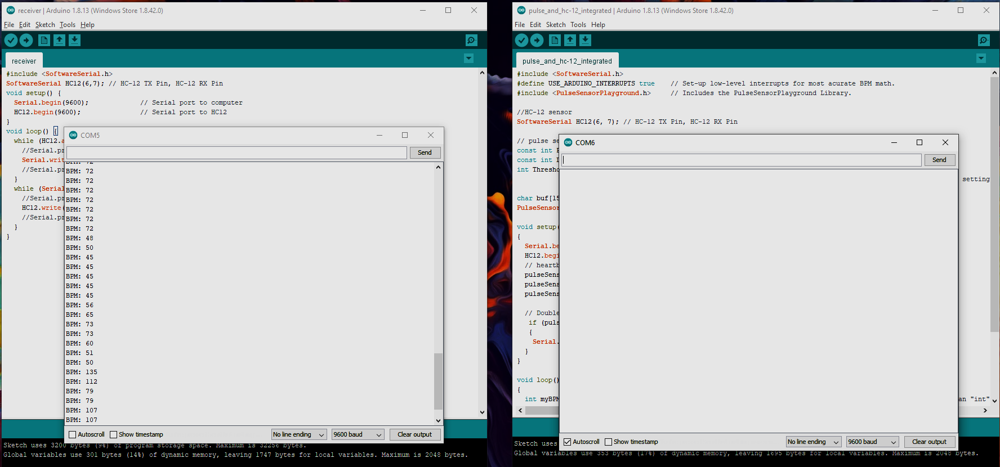 receiver | Arduino 1.8.13 (Windows Store 1.8.42.0)
File Edit Sketch Tools Help
receiver
#include <SoftwareSerial.h>
SoftwareSerial HC12(6,7); // HC-12 TX Pin, HC-12 RX Pin
void setup() {
Serial.begin(9600); // Serial port to computer
HC12.begin(9600); // Serial port to HC12
}
void loop() {
while (HC12.a
//Serial.pr
Serial.writ
//Serial.pr
}
while (Serial
//Serial.pr
HC12.write(
//Serial.pr
}
}
COM5
Send
BPM: 72
BPM: 72
BPM: 72
BPM: 72
BPM: 72
BPM: 72
BPM: 72
BPM: 72
BPM: 48
BPM: 50
BPM: 45
BPM: 45
BPM: 45
BPM: 45
BPM: 45
BPM: 56
BPM: 65
BPM: 73
BPM: 73
BPM: 60
BPM: 51
BPM: 50
BPM: 135
BPM: 112
BPM: 79
BPM: 79
BPM: 107
BPM: 107
Autoscroll Show timestamp No line ending 9600 baud Clear output
Sketch uses 3200 bytes (9%) of program storage space. Maximum is 32256 bytes.
Global variables use 301 bytes (14%) of dynamic memory, leaving 1747 bytes for local variables. Maximum is 2048 bytes.
pulse_and_hc-12_integrated | Arduino 1.8.13 (Windows Store 1.8.42.0)
File Edit Sketch Tools Help
pulse_and_hc-12_integrated
#include <SoftwareSerial.h>
#define USE_ARDUINO_INTERRUPTS true // Set-up low-level interrupts for most acurate BPM math.
#include <PulseSensorPlayground.h> // Includes the PulseSensorPlayground Library.
//HC-12 sensor
SoftwareSerial HC12(6, 7); // HC-12 TX Pin, HC-12 RX Pin
// pulse se
const int
const int
int Thresho
setting
char buf[15
PulseSensor
void setup(
{
Serial.be
HC12.begi
// heartb
pulseSens
pulseSens
pulseSens
// Double
if (puls
{
Serial.
}
}
void loop()
{
int myBPM an "int"
COM6
Send
Autoscroll Show timestamp No line ending 9600 baud Clear output
Sketch uses
Global variables use 353 bytes (17%) of dynamic memory, leaving 1695 bytes for local variables. Maximum is 2048 bytes.